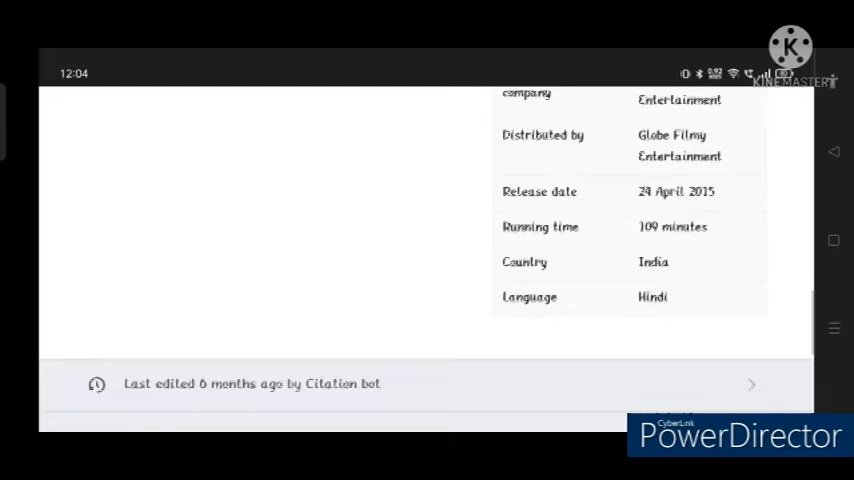 12:04
KINEMASTER
company
Entertainment
Distributed by
Globe Filmy
Entertainment
Release date
24 April 2015
Running time
109 minutes
Country
India
Language
Hindi
Last edited 6 months ago by Citation bot
CyberLink
PowerDirector